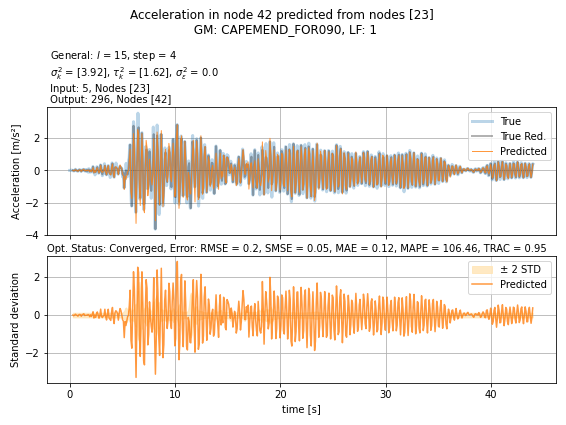 Acceleration in node 42 predicted from nodes [23]
GM: CAPEMEND_FOR090, LF: 1
General: l = 15, step = 4
σ²ₖ = [3.92], τ²ₖ = [1.62], σ²ε = 0.0
Input: 5, Nodes [23]
Output: 296, Nodes [42]
Acceleration [m/s²]
2
0
−2
−4
True
True Red.
Predicted
Opt. Status: Converged, Error: RMSE = 0.2, SMSE = 0.05, MAE = 0.12, MAPE = 106.46, TRAC = 0.95
Standard deviation
2
0
−2
± 2 STD
Predicted
0 10 20 30 40
time [s]